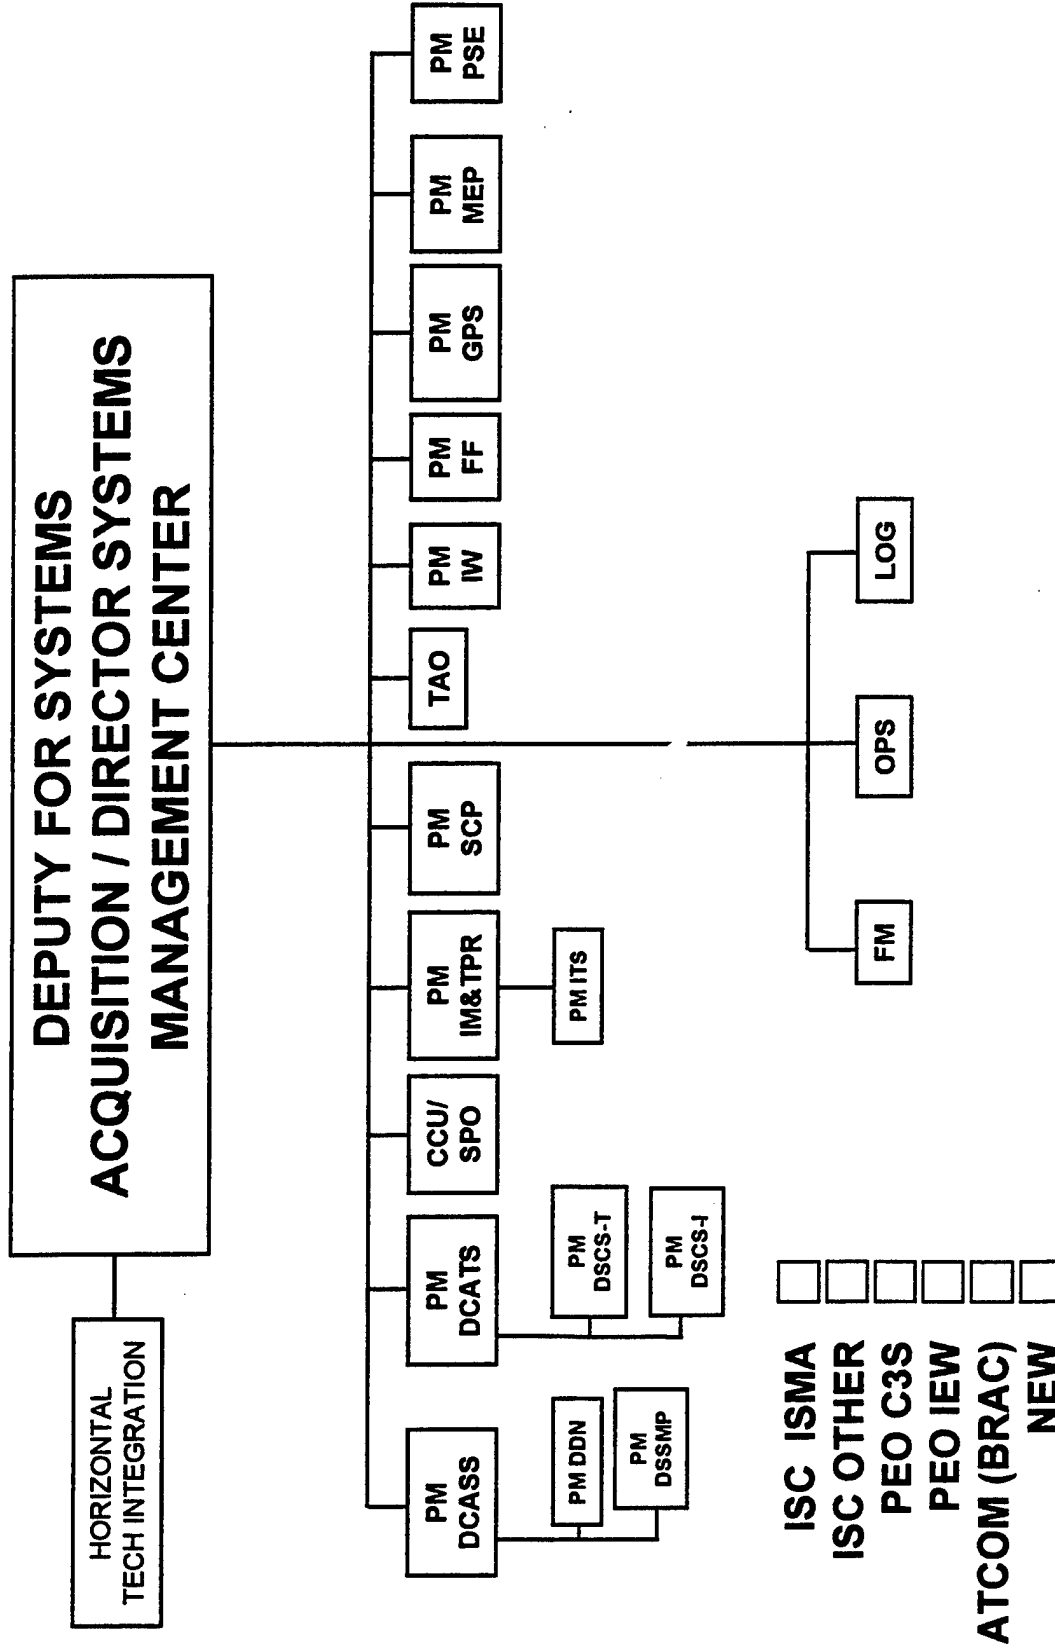 DEPUTY FOR SYSTEMS
ACQUISITION / DIRECTOR SYSTEMS
MANAGEMENT CENTER
HORIZONTAL
TECH INTEGRATION
PM
DCASS
PM
DCATS
CCU/
SPO
PM
IM&TPR
PM
SCP
TAO
PM
IW
PM
FF
PM
GPS
PM
MEP
PM
PSE
PM DDN
PM
DSSMP
PM
DSCS-T
PM
DSCS-I
PM ITS
FM
OPS
LOG
ISC ISMA
ISC OTHER
PEO C3S
PEO IEW
ATCOM (BRAC)
NEW